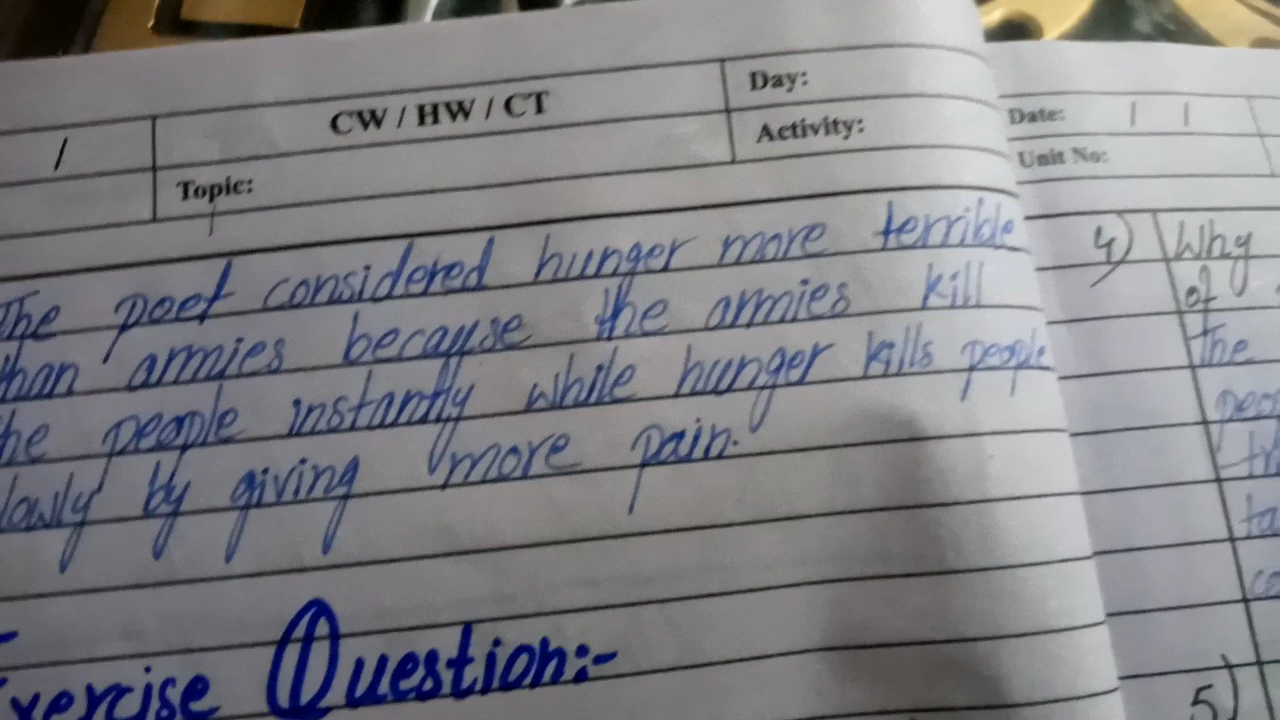 CW / HW / CT
Day:
/
Activity:
Topic:
The poet considered hunger more terrible
than armies because the armies kill
the people instantly while hunger kills people
lowly by giving more pain.
Exercise Question:-
Date: / /
Unit No:
4) Why
of
The
5)